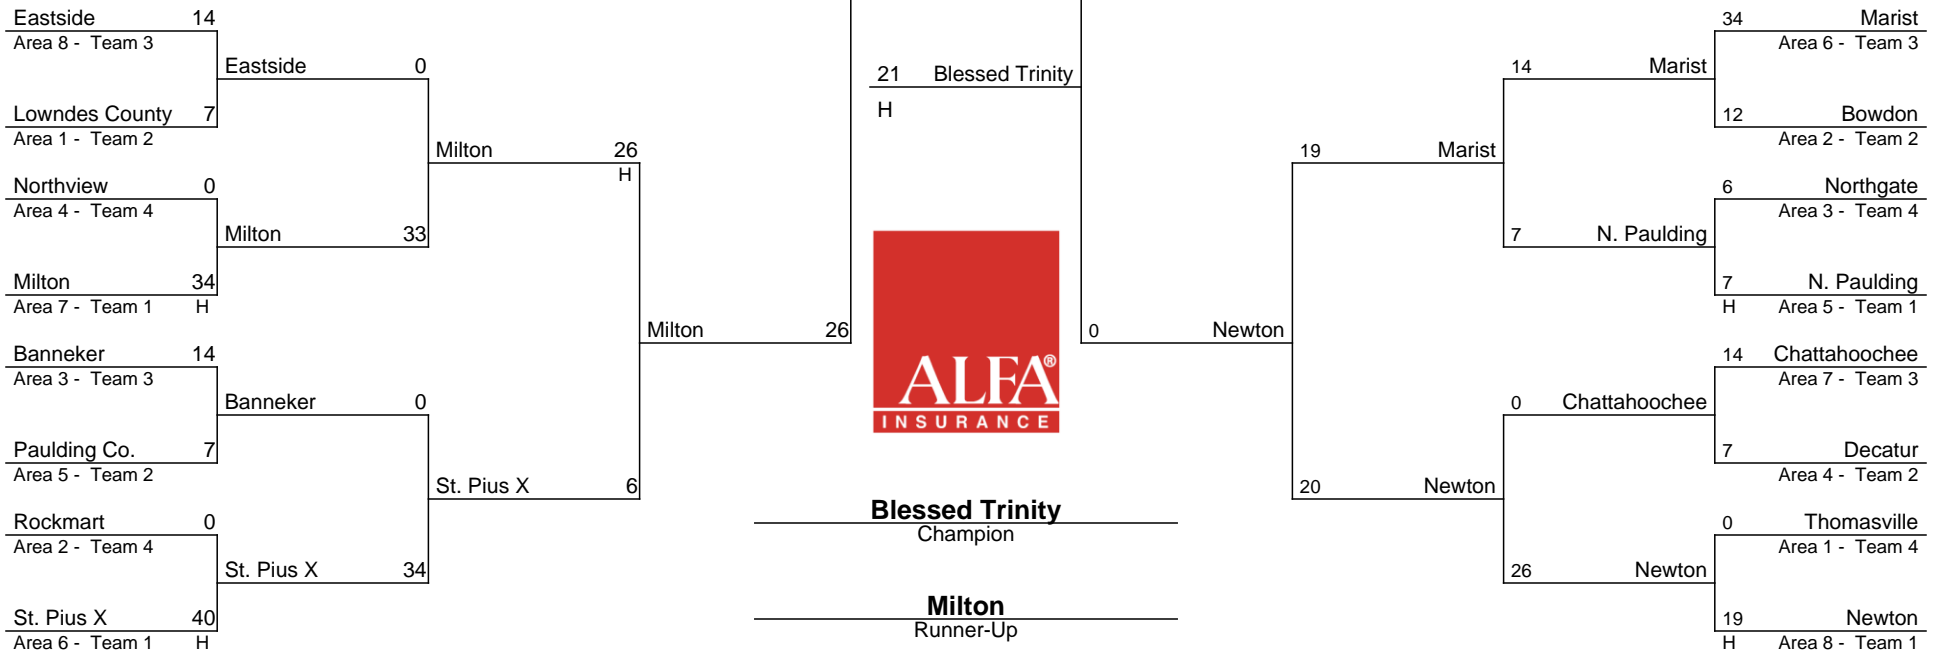 Eastside 14
Area 8 - Team 3
Eastside 0
Lowndes County 7
Area 1 - Team 2
Milton 26
H
Northview 0
Area 4 - Team 4
Milton 33
Milton 34
Area 7 - Team 1 H
Milton 26
Banneker 14
Area 3 - Team 3
Banneker 0
Paulding Co. 7
Area 5 - Team 2
St. Pius X 6
Rockmart 0
Area 2 - Team 4
St. Pius X 34
St. Pius X 40
Area 6 - Team 1 H
21 Blessed Trinity
H
ALFA®
INSURANCE
Blessed Trinity
Champion
Milton
Runner-Up
34 Marist
Area 6 - Team 3
14 Marist
12 Bowdon
Area 2 - Team 2
19 Marist
6 Northgate
Area 3 - Team 4
7 N. Paulding
7 N. Paulding
H Area 5 - Team 1
0 Newton
14 Chattahoochee
Area 7 - Team 3
0 Chattahoochee
7 Decatur
Area 4 - Team 2
20 Newton
0 Thomasville
Area 1 - Team 4
26 Newton
19 Newton
H Area 8 - Team 1